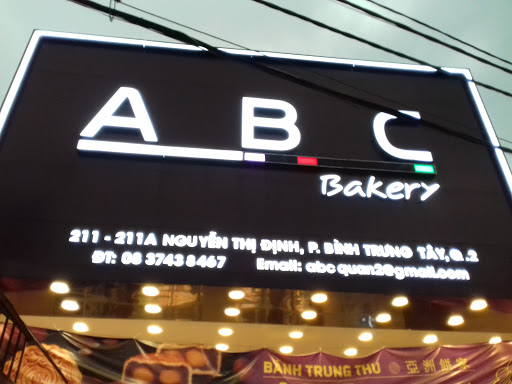 ABC
Bakery
211 - 211A NGUYỄN THỊ ĐỊNH, P. BÌNH TRƯNG TÂY, Q.2
ĐT: 08 3743 8467 Email: abcquan2@gmail.com
BÁNH TRUNG THU 亞洲餅家